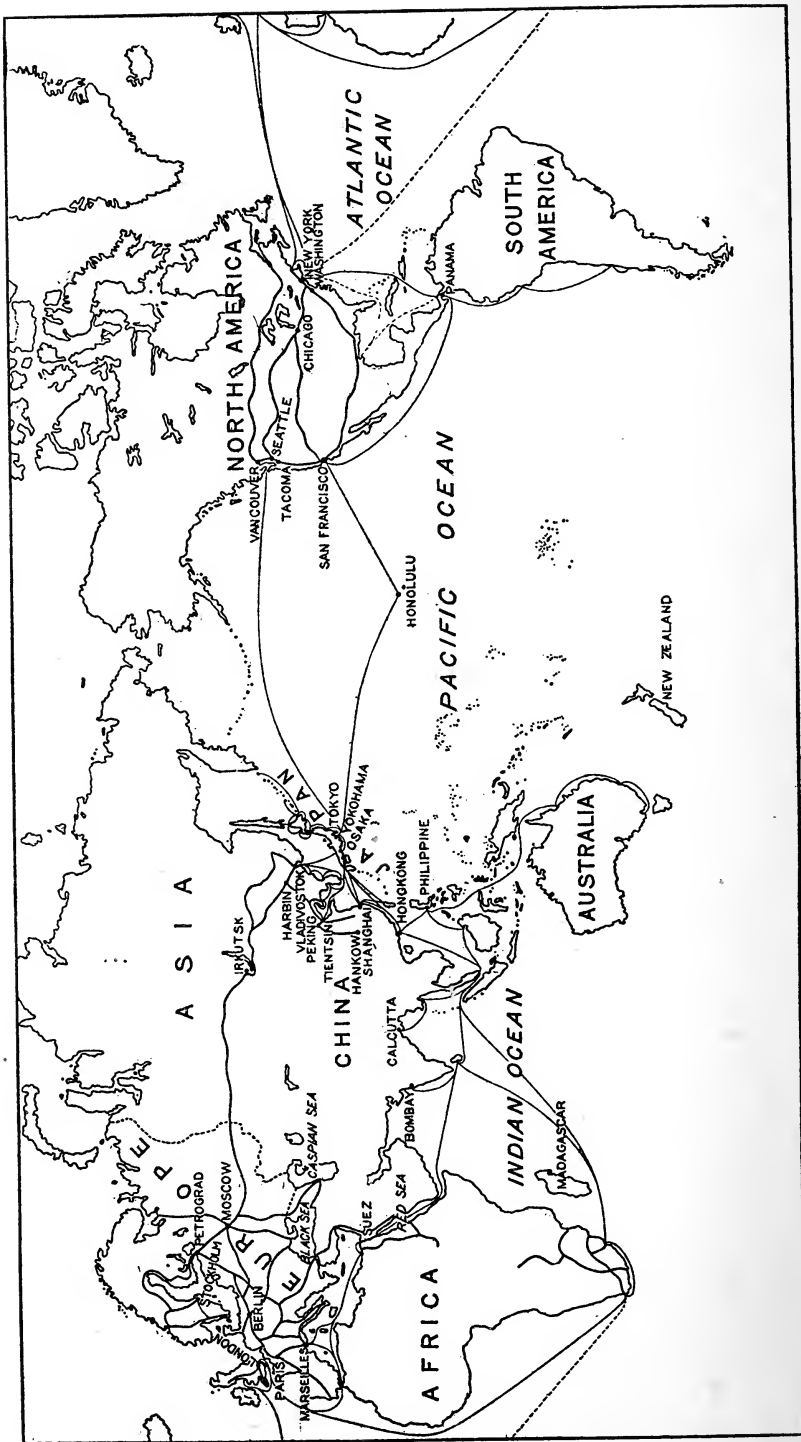 ATLANTIC
OCEAN
NEW YORK
WASHINGTON
NORTH AMERICA
CHICAGO
PANAMA
SOUTH
AMERICA
VANCOUVER
SEATTLE
TACOMA
SAN FRANCISCO
HONOLULU
PACIFIC OCEAN
NEW ZEALAND
JAPAN
TOKYO
YOKOHAMA
OSAKA
ASIA
IRKUTSK
HARBIN
VLADIVOSTOK
PEKING
TIENTSIN
HANKOW
SHANGHAI
HONGKONG
PHILIPPINE
CHINA
AUSTRALIA
CALCUTTA
BOMBAY
INDIAN OCEAN
MADAGASCAR
EUROPE
PETROGRAD
MOSCOW
STOCKHOLM
BERLIN
LONDON
PARIS
MARSEILLES
BLACK SEA
CASPIAN SEA
SUEZ
RED SEA
AFRICA